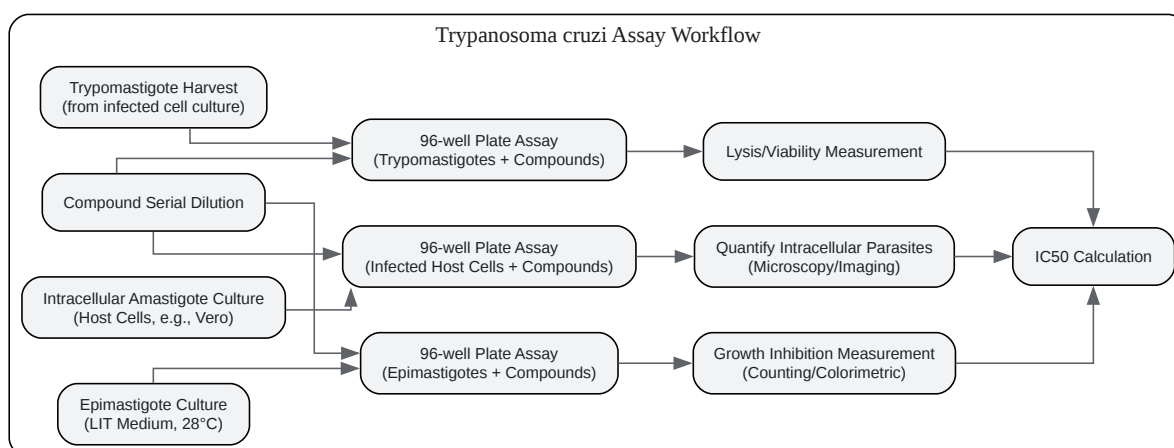 Trypanosoma cruzi Assay Workflow
Trypomastigote Harvest
(from infected cell culture)
96-well Plate Assay
(Trypomastigotes + Compounds)
Lysis/Viability Measurement
Compound Serial Dilution
96-well Plate Assay
(Infected Host Cells + Compounds)
Quantify Intracellular Parasites
(Microscopy/Imaging)
IC50 Calculation
Intracellular Amastigote Culture
(Host Cells, e.g., Vero)
96-well Plate Assay
(Epimastigotes + Compounds)
Growth Inhibition Measurement
(Counting/Colorimetric)
Epimastigote Culture
(LIT Medium, 28°C)